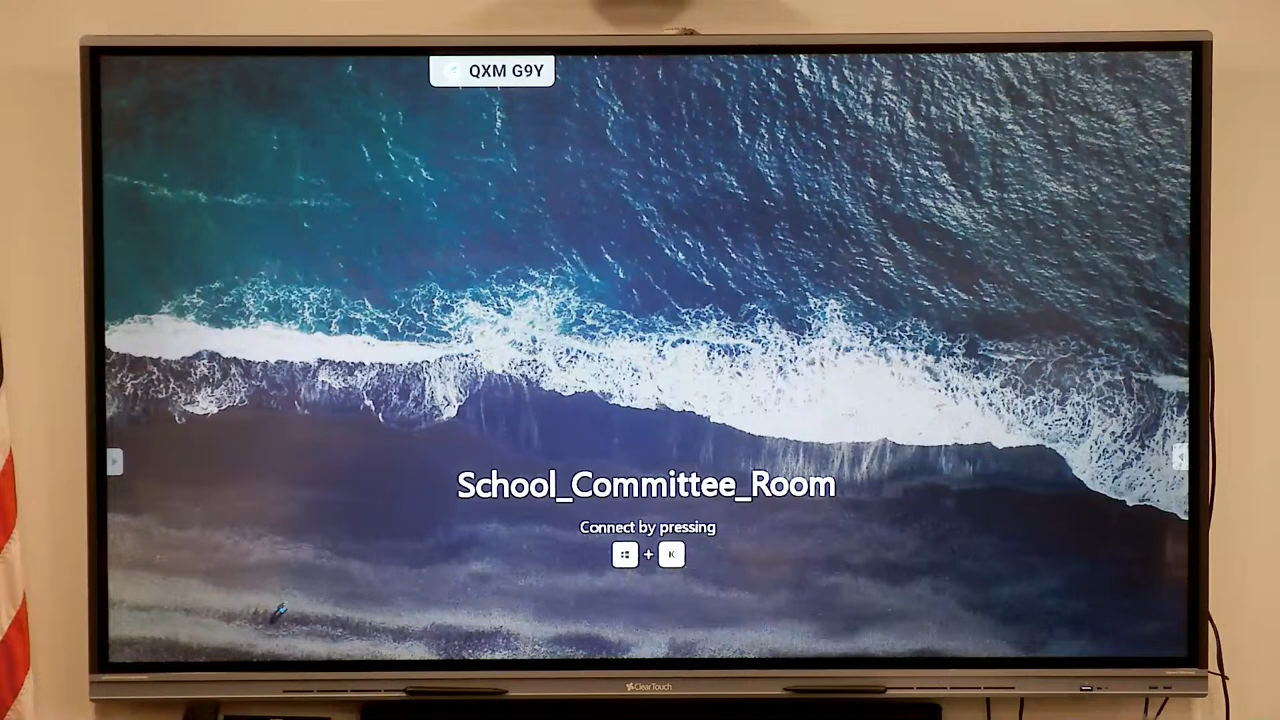 QXM G9Y
School_Committee_Room
Connect by pressing
+ K
ClearTouch